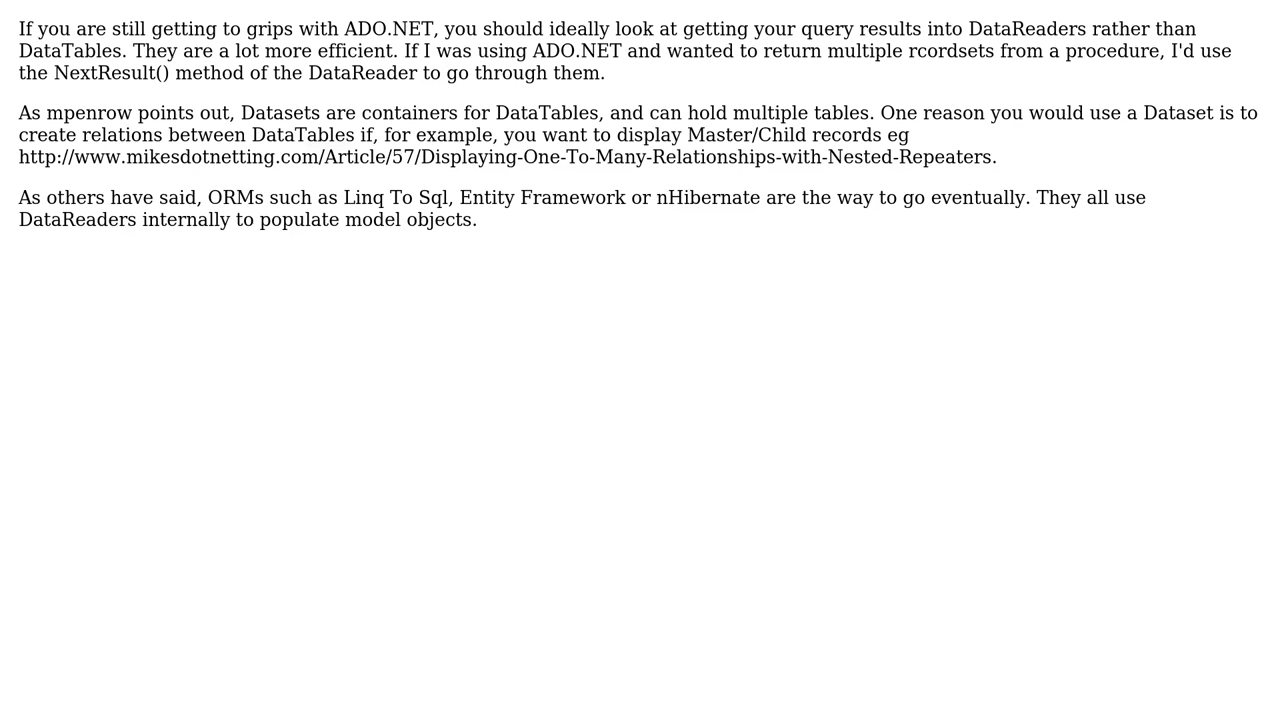 If you are still getting to grips with ADO.NET, you should ideally look at getting your query results into DataReaders rather than
DataTables. They are a lot more efficient. If I was using ADO.NET and wanted to return multiple rcordsets from a procedure, I'd use
the NextResult() method of the DataReader to go through them.
As mpenrow points out, Datasets are containers for DataTables, and can hold multiple tables. One reason you would use a Dataset is to
create relations between DataTables if, for example, you want to display Master/Child records eg
http://www.mikesdotnetting.com/Article/57/Displaying-One-To-Many-Relationships-with-Nested-Repeaters.
As others have said, ORMs such as Linq To Sql, Entity Framework or nHibernate are the way to go eventually. They all use
DataReaders internally to populate model objects.